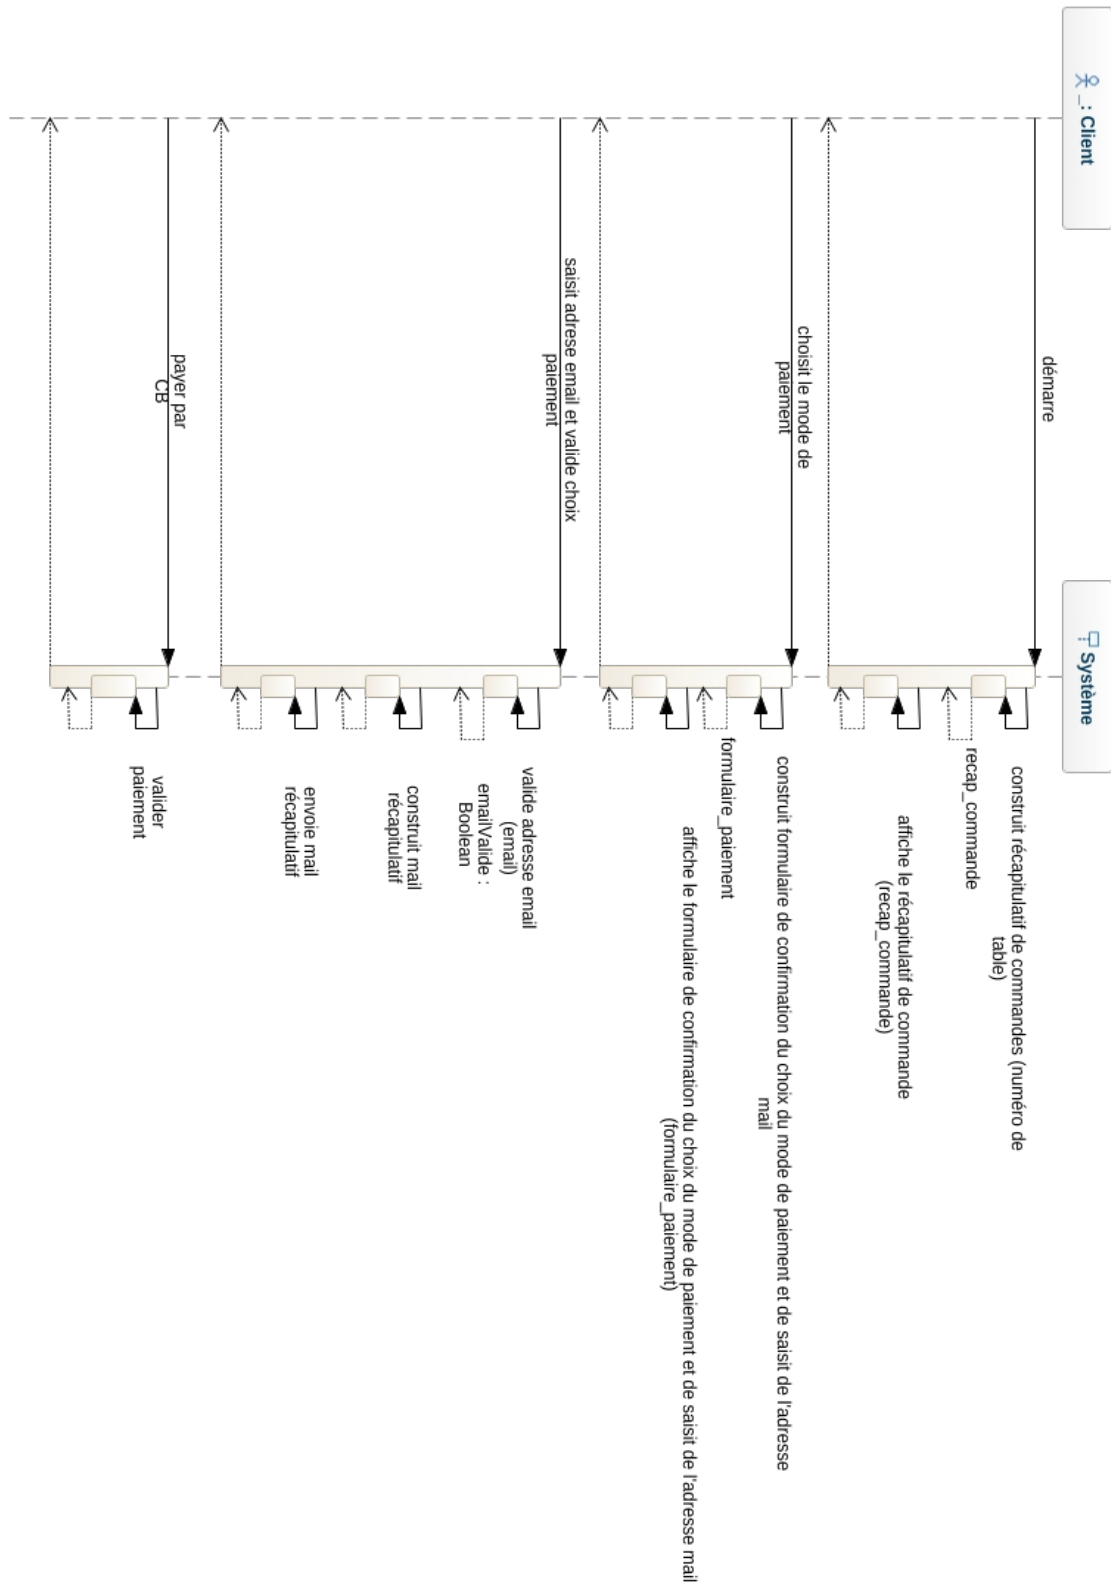 _: Client
Système
démarre
construit récapitulatif de commandes (numéro de
table)
recap_commande
affiche le récapitulatif de commande
(recap_commande)
choisit le mode de
paiement
construit formulaire de confirmation du choix du mode de paiement et de saisit de l'adresse
mail
formulaire_paiement
affiche le formulaire de confirmation du choix du mode de paiement et de saisit de l'adresse mail
(formulaire_paiement)
saisit adrese email et valide choix
paiement
valide adresse email
(email)
emailValide :
Boolean
construit mail
récapitulatif
envoie mail
récapitulatif
payer par
CB
valider
paiement